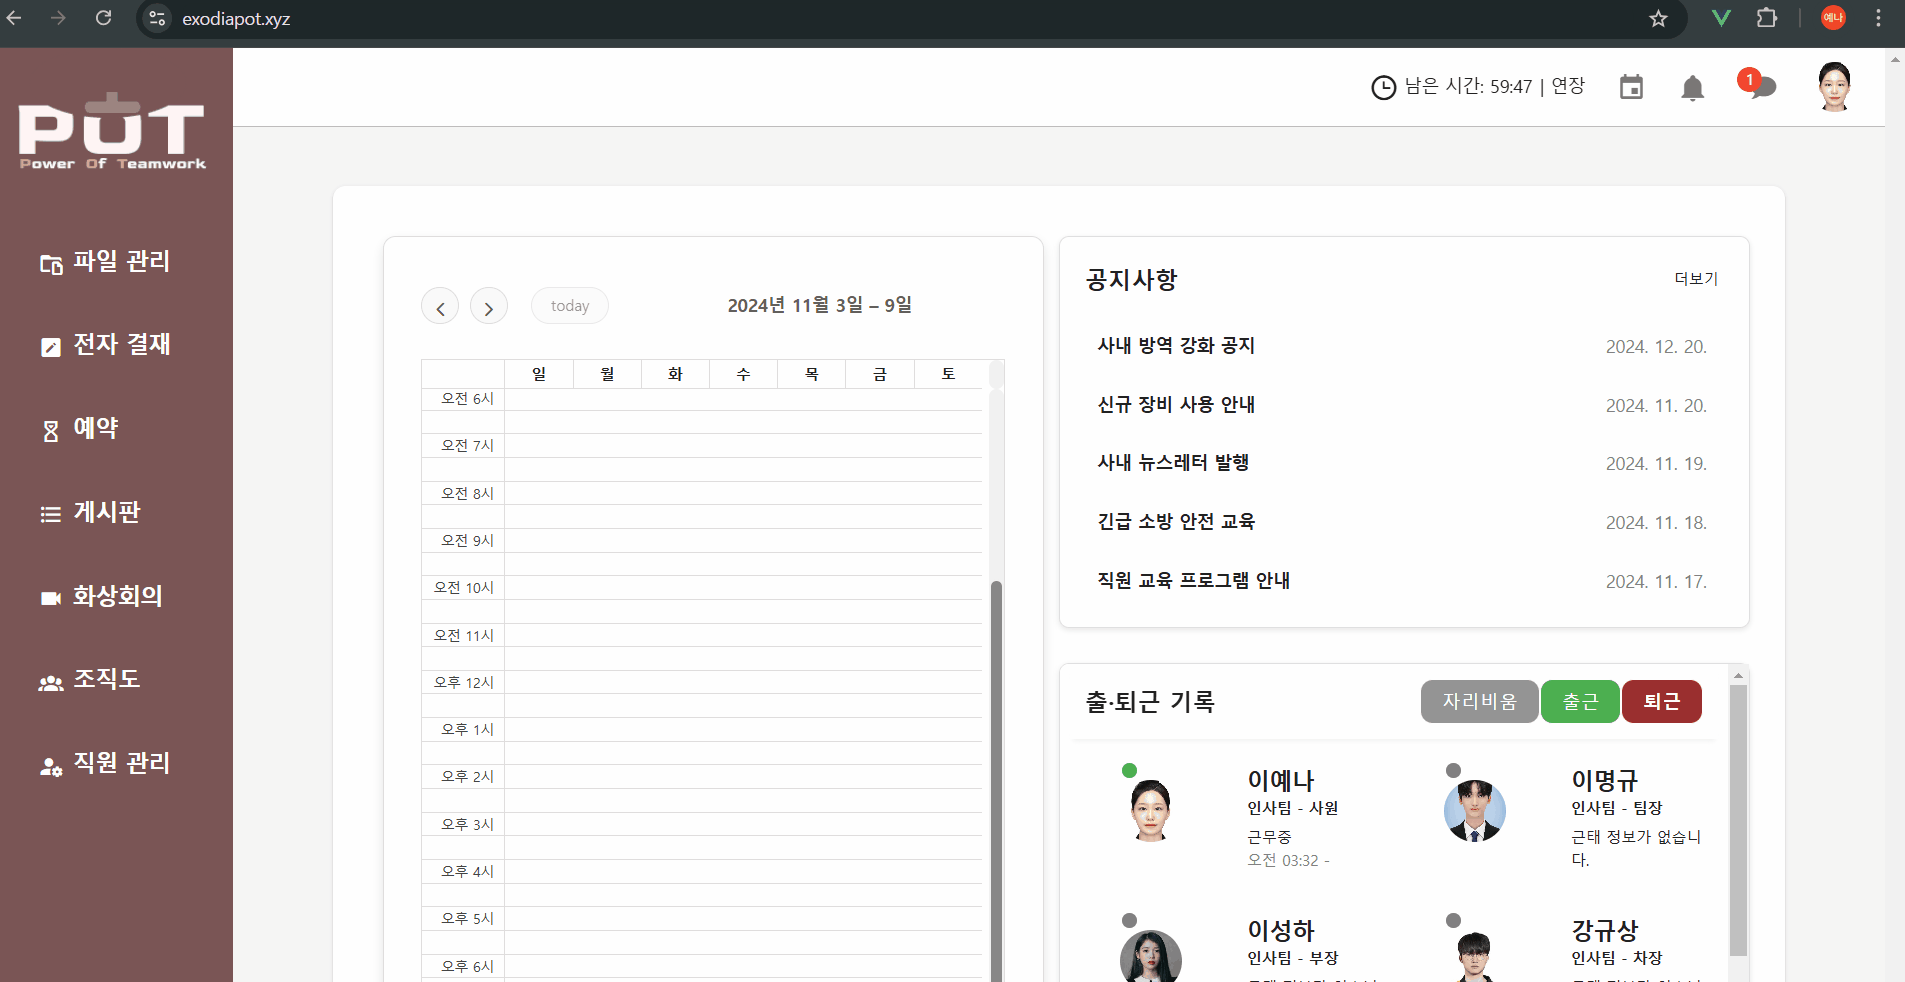 exodiapot.xyz
예나
POT
Power Of Teamwork
남은 시간: 59:47 | 연장
1
파일 관리
전자 결재
예약
게시판
화상회의
조직도
직원 관리
today
2024년 11월 3일 – 9일
일 월 화 수 목 금 토
오전 6시
오전 7시
오전 8시
오전 9시
오전 10시
오전 11시
오후 12시
오후 1시
오후 2시
오후 3시
오후 4시
오후 5시
오후 6시
공지사항 더보기
사내 방역 강화 공지 2024. 12. 20.
신규 장비 사용 안내 2024. 11. 20.
사내 뉴스레터 발행 2024. 11. 19.
긴급 소방 안전 교육 2024. 11. 18.
직원 교육 프로그램 안내 2024. 11. 17.
출·퇴근 기록 자리비움 출근 퇴근
이예나
인사팀 - 사원
근무중
오전 03:32 -
이명규
인사팀 - 팀장
근태 정보가 없습니
다.
이성하
인사팀 - 부장
강규상
인사팀 - 차장